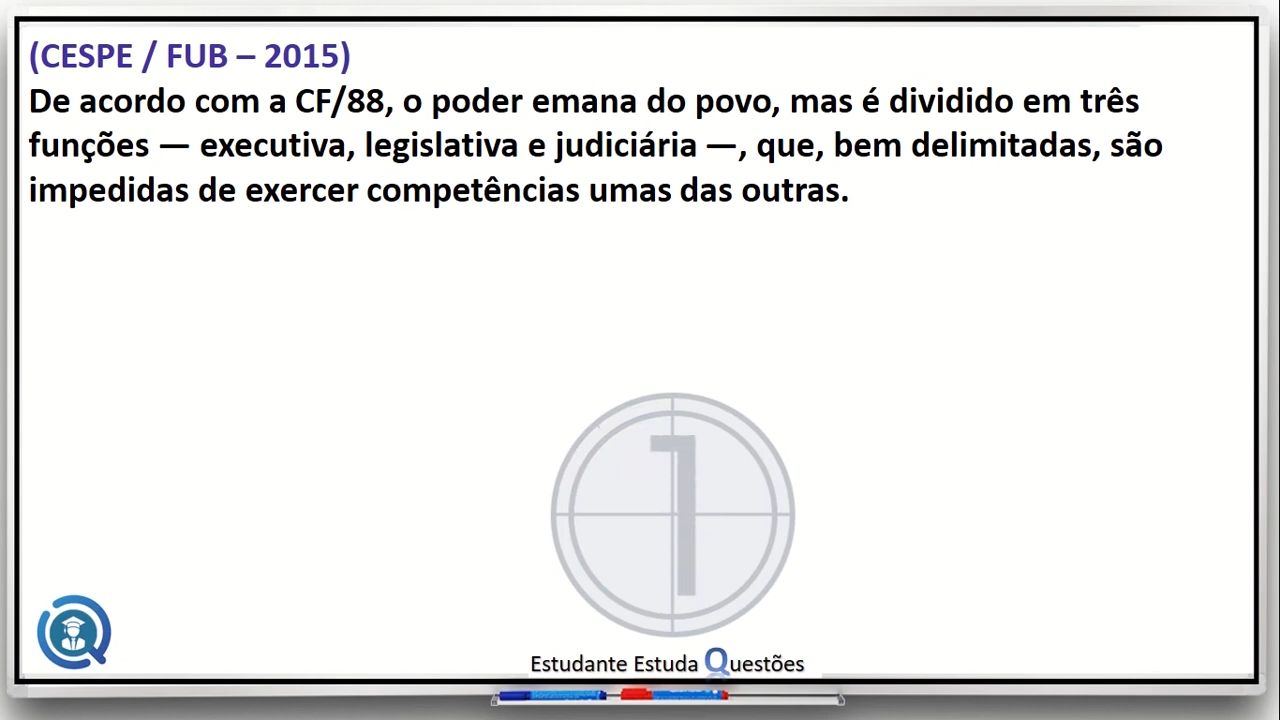 (CESPE / FUB – 2015)
De acordo com a CF/88, o poder emana do povo, mas é dividido em três
funções — executiva, legislativa e judiciária —, que, bem delimitadas, são
impedidas de exercer competências umas das outras.
1
Estudante Estuda Questões